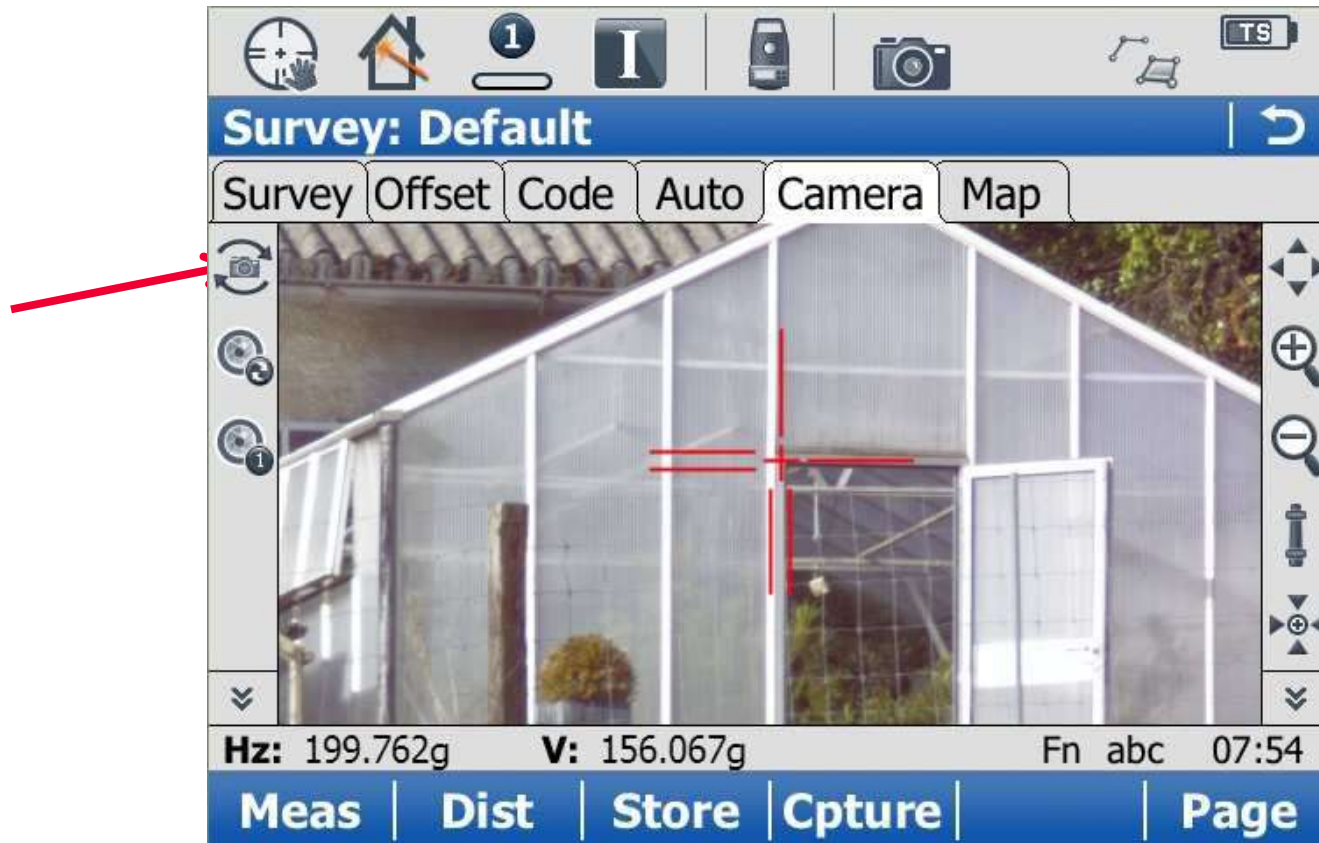 1 I TS
Survey: Default
Survey Offset Code Auto Camera Map
1
Hz: 199.762g V: 156.067g Fn abc 07:54
Meas Dist Store Cpture Page